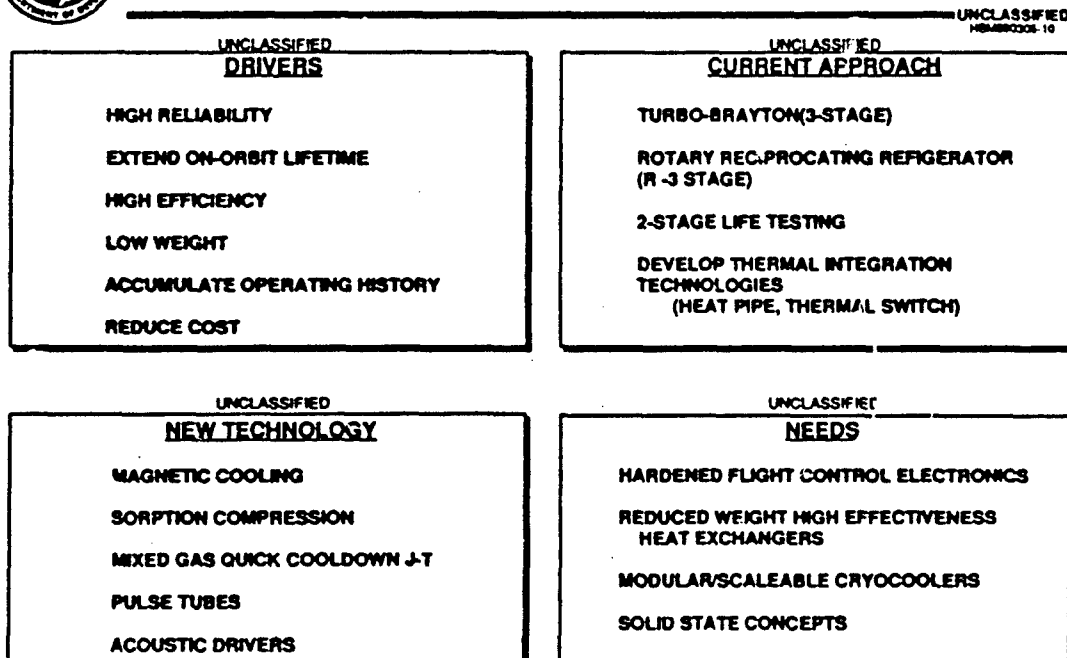 UNCLASSIFIED
UNCLASSIFIED
DRIVERS
HIGH RELIABILITY
EXTEND ON-ORBIT LIFETIME
HIGH EFFICIENCY
LOW WEIGHT
ACCUMULATE OPERATING HISTORY
REDUCE COST
UNCLASSIFIED
CURRENT APPROACH
TURBO-BRAYTON(3-STAGE)
ROTARY RECIPROCATING REFIGERATOR
(R -3 STAGE)
2-STAGE LIFE TESTING
DEVELOP THERMAL INTEGRATION
TECHNOLOGIES
(HEAT PIPE, THERMAL SWITCH)
UNCLASSIFIED
NEW TECHNOLOGY
MAGNETIC COOLING
SORPTION COMPRESSION
MIXED GAS QUICK COOLDOWN J-T
PULSE TUBES
ACOUSTIC DRIVERS
UNCLASSIFIED
NEEDS
HARDENED FLIGHT CONTROL ELECTRONICS
REDUCED WEIGHT HIGH EFFECTIVENESS
HEAT EXCHANGERS
MODULAR/SCALEABLE CRYOCOOLERS
SOLID STATE CONCEPTS